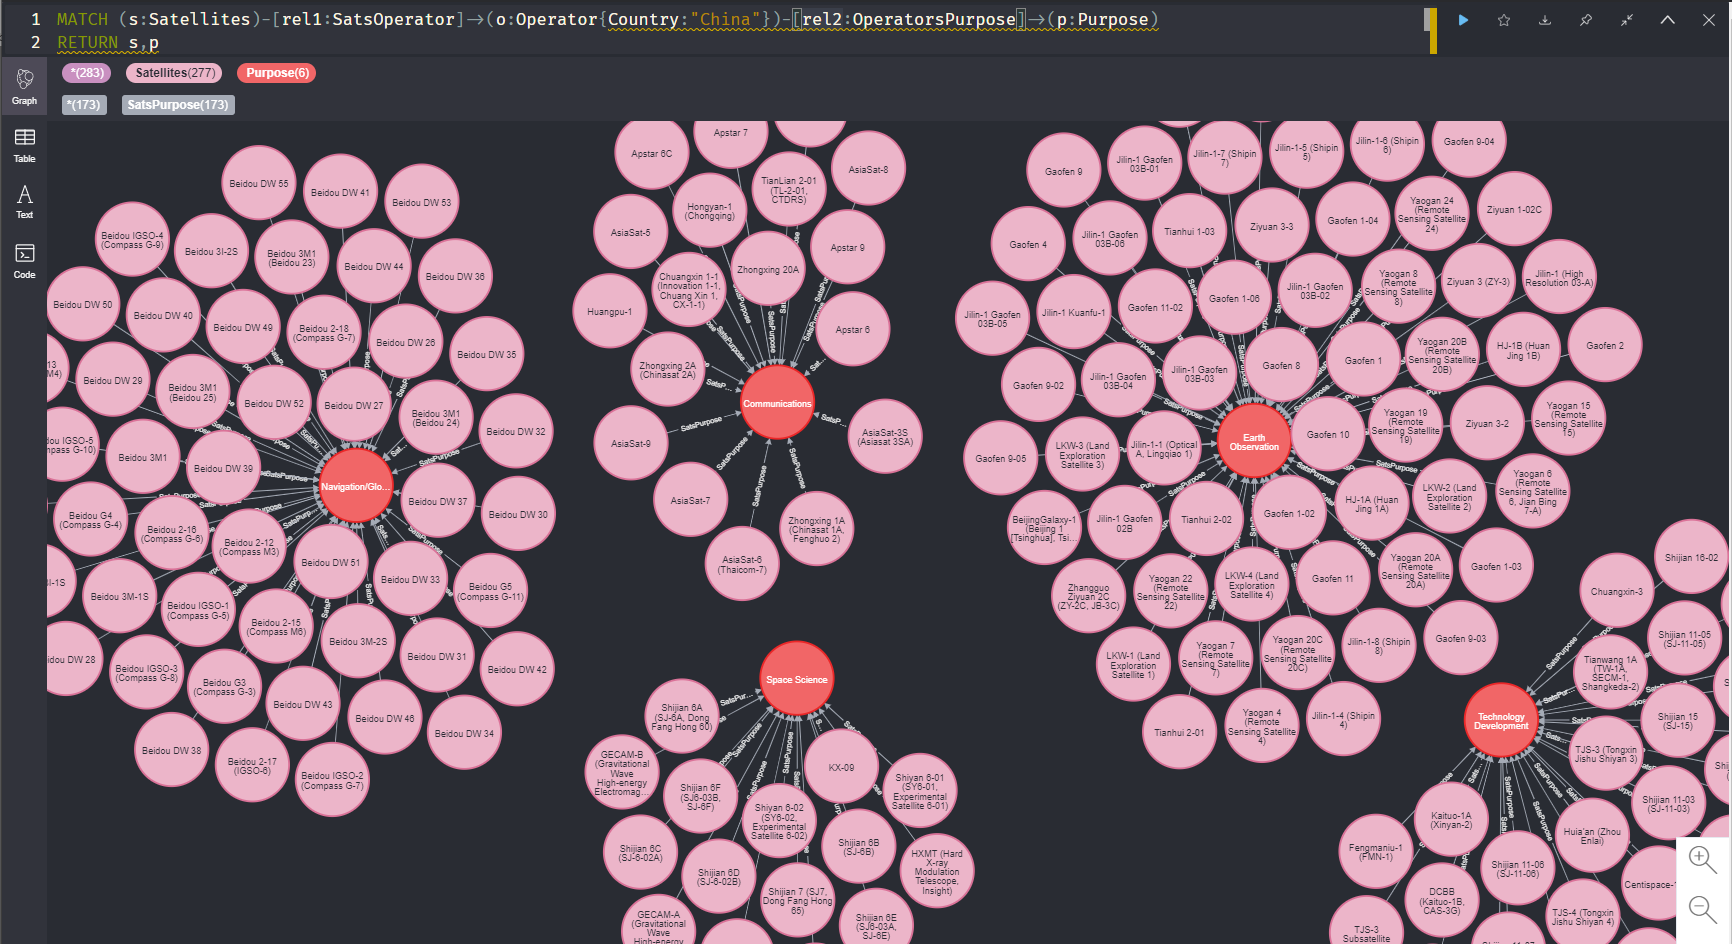 1 MATCH (s:Satellites)-[rel1:SatsOperator]→(o:Operator{Country:"China"})-[rel2:OperatorsPurpose]→(p:Purpose)
2 RETURN s,p
Graph
Table
Text
Code
*(283)
Satellites(277)
Purpose(6)
*(173)
SatsPurpose(173)
Beidou DW 55
Beidou DW 41
Beidou DW 53
Beidou IGSO-4
(Compass G-9)
Beidou 3I-2S
Beidou 3M1
(Beidou 23)
Beidou DW 44
Beidou DW 36
Beidou DW 50
Beidou DW 40
Beidou DW 49
Beidou 2-18
(Compass G-7)
Beidou DW 26
Beidou DW 35
Beidou DW 29
Beidou 3M1
(Beidou 25)
Beidou DW 52
Beidou DW 27
Beidou 3M1
(Beidou 24)
Beidou DW 32
Beidou 3M1
Beidou DW 39
Navigation/Glo...
Beidou DW 37
Beidou DW 30
Beidou G4
(Compass G-4)
Beidou 2-16
(Compass G-6)
Beidou 2-12
(Compass M3)
Beidou DW 51
Beidou DW 33
Beidou G5
(Compass G-11)
Beidou 3M-1S
Beidou IGSO-1
(Compass G-5)
Beidou 2-15
(Compass M6)
Beidou 3M-2S
Beidou DW 31
Beidou DW 42
Beidou IGSO-3
(Compass G-8)
Beidou G3
(Compass G-3)
Beidou DW 43
Beidou DW 46
Beidou DW 34
Beidou DW 38
Beidou 2-17
(IGSO-6)
Beidou IGSO-2
(Compass G-7)
Apstar 6C
Apstar 7
AsiaSat-8
TianLian 2-01
(TL-2-01,
CTDRS)
Hongyan-1
(Chongqing)
AsiaSat-5
Apstar 9
Zhongxing 20A
Chuangxin 1-1
(Innovation 1-1,
Chuang Xin 1,
CX-1-1)
Huangpu-1
Apstar 6
Zhongxing 2A
(Chinasat 2A)
Communications
AsiaSat-9
AsiaSat-3S
(Asiasat 3SA)
AsiaSat-7
Zhongxing 1A
(Chinasat 1A,
Fenghuo 2)
AsiaSat-6
(Thaicom-7)
Space Science
Shijian 6A
(SJ-6A, Dong
Fang Hong 60)
GECAM-B
(Gravitational
Wave
High-energy
Electromag...
Shijian 6F
(SJ6-03B,
SJ-6F)
KX-09
Shiyan 6-01
(SY6-01,
Experimental
Satellite 6-01)
Shiyan 6-02
(SY6-02,
Experimental
Satellite 6-02)
Shijian 6C
(SJ-6-02A)
Shijian 6B
(SJ-6B)
HXMT (Hard
X-ray
Modulation
Telescope,
Insight)
Shijian 6D
(SJ-6-02B)
Shijian 7 (SJ7,
Dong Fang Hong
65)
GECAM-A
(Gravitational
Wave
High-energy
Shijian 6E
(SJ6-03A,
SJ-6E)
Gaofen 9
Jilin-1 Gaofen
03B-01
Jilin-1-7 (Shipin
7)
Jilin-1-5 (Shipin
5)
Jilin-1-6 (Shipin
6)
Gaofen 9-04
Gaofen 4
Jilin-1 Gaofen
03B-06
Tianhui 1-03
Ziyuan 3-3
Gaofen 1-04
Yaogan 24
(Remote
Sensing Satellite
24)
Ziyuan 1-02C
Jilin-1 Gaofen
03B-05
Jilin-1 Kuanfu-1
Gaofen 11-02
Gaofen 1-06
Jilin-1 Gaofen
03B-02
Yaogan 8
(Remote
Sensing Satellite
8)
Ziyuan 3 (ZY-3)
Jilin-1 (High
Resolution 03-A)
Gaofen 9-02
Jilin-1 Gaofen
03B-04
Jilin-1 Gaofen
03B-03
Gaofen 8
Gaofen 1
Yaogan 20B
(Remote
Sensing Satellite
20B)
HJ-1B (Huan
Jing 1B)
Gaofen 2
Gaofen 9-05
LKW-3 (Land
Exploration
Satellite 3)
Jilin-1-1 (Optical
A, Lingqiao 1)
Earth
Observation
Gaofen 10
Yaogan 19
(Remote
Sensing Satellite
19)
Ziyuan 3-2
Yaogan 15
(Remote Sensing
Satellite 15)
BeijingGalaxy-1
(Beijing 1
[Tsinghua], Tsi...
Jilin-1 Gaofen
02B
Tianhui 2-02
Gaofen 1-02
HJ-1A (Huan
Jing 1A)
LKW-2 (Land
Exploration
Satellite 2)
Yaogan 6
(Remote
Sensing Satellite
6, Jian Bing
7-A)
Zhangguo
Ziyuan 2C
(ZY-2C, JB-3C)
Yaogan 22
(Remote
Sensing Satellite
22)
LKW-4 (Land
Exploration
Satellite 4)
Gaofen 11
Yaogan 20A
(Remote
Sensing Satellite
20A)
Gaofen 1-03
LKW-1 (Land
Exploration
Satellite 1)
Yaogan 7
(Remote
Sensing Satellite
7)
Yaogan 20C
(Remote
Sensing Satellite
20C)
Jilin-1-8 (Shipin
8)
Gaofen 9-03
Tianhui 2-01
Yaogan 4
(Remote
Sensing Satellite
4)
Jilin-1-4 (Shipin
4)
Shijian 16-02
Chuangxin-3
Shijian 11-05
(SJ-11-05)
Tianwang 1A
(TW-1A,
SECM-1,
Shangkeda-2)
Technology
Development
Shijian 15
(SJ-15)
TJS-3 (Tongxin
Jishu Shiyan 3)
Shijian 11-03
(SJ-11-03)
Kaituo-1A
(Xinyan-2)
Huia'an (Zhou
Enlai)
Fengmaniu-1
(FMN-1)
Shijian 11-06
(SJ-11-06)
Centispace-
DCBB
(Kaituo-1B,
CAS-3G)
TJS-4 (Tongxin
Jishu Shiyan 4)
TJS-3
Subsatellite
SatsPurpose